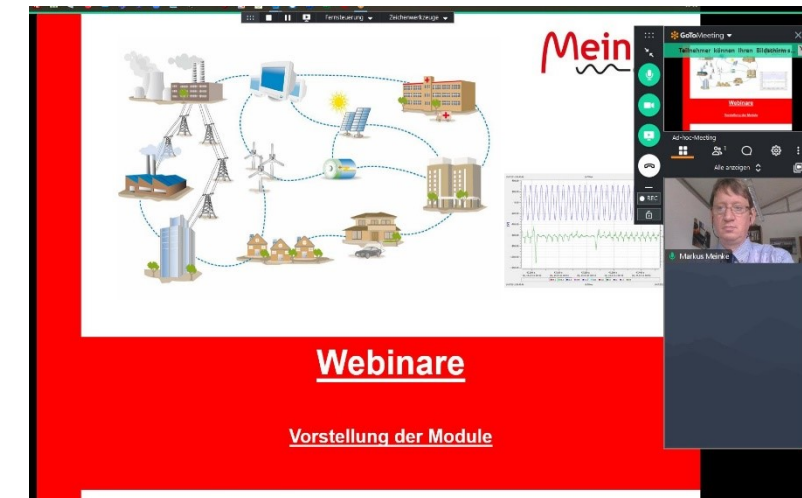 Fernsteuerung
Zeichenwerkzeuge
Mein
GoToMeeting
Teilnehmer können Ihren Bildschirm s...
Webinare
Vorstellung der Module
Ad-hoc-Meeting
Alle anzeigen
REC
Markus Meinke
Webinare
Vorstellung der Module